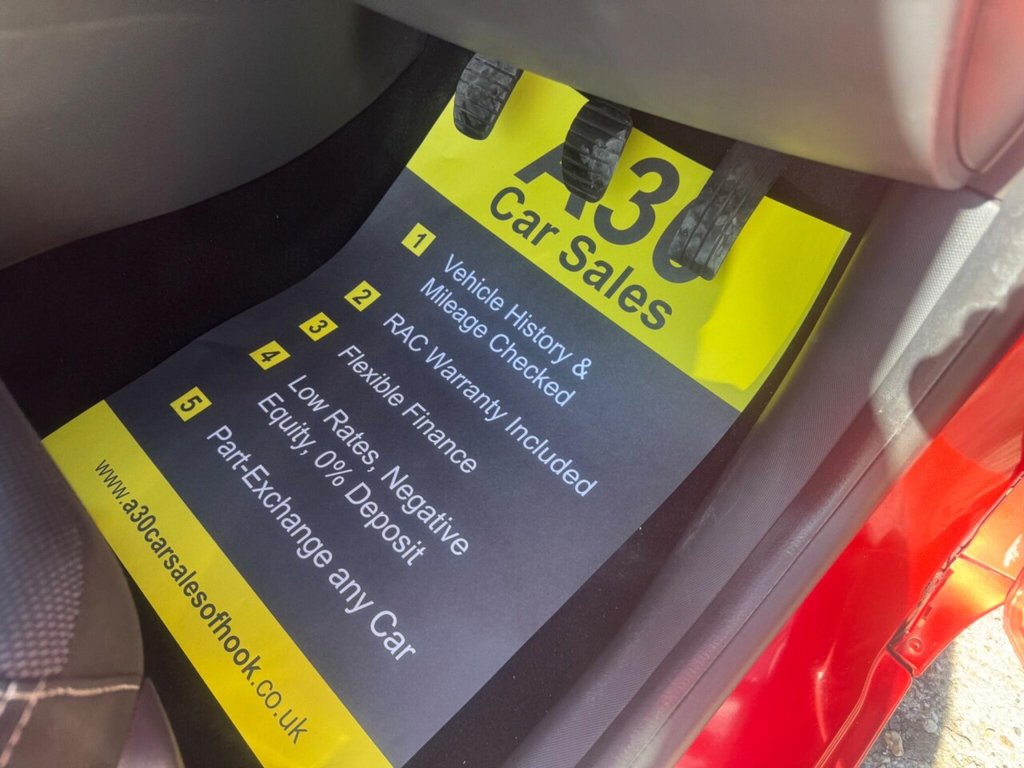 A30
Car Sales
1 Vehicle History &
Mileage Checked
2 RAC Warranty Included
3 Flexible Finance
4 Low Rates, Negative
Equity, 0% Deposit
5 Part-Exchange any Car
www.a30carsalesofhook.co.uk